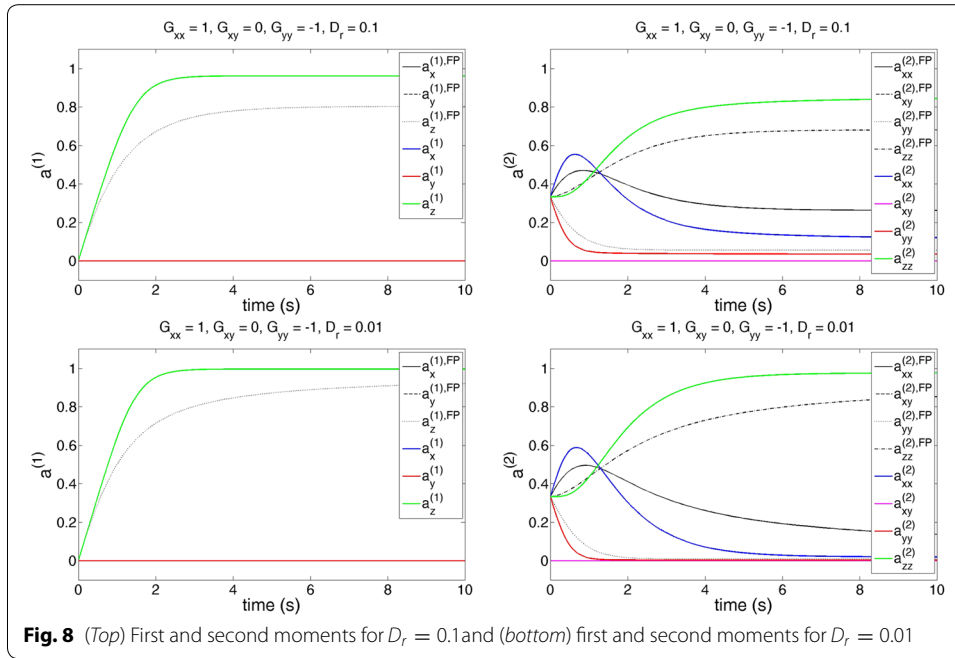 G_xx = 1, G_xy = 0, G_yy = -1, D_r = 0.1
a^(1)
1
0.8
0.6
0.4
0.2
0
0 2 4 6 8 10
time (s)
a_x^(1),FP
a_y^(1),FP
a_z^(1),FP
a_x^(1)
a_y^(1)
a_z^(1)
G_xx = 1, G_xy = 0, G_yy = -1, D_r = 0.1
a^(2)
1
0.8
0.6
0.4
0.2
0
0 2 4 6 8 10
time (s)
a_xx^(2),FP
a_xy^(2),FP
a_yy^(2),FP
a_zz^(2),FP
a_xx^(2)
a_xy^(2)
a_yy^(2)
a_zz^(2)
G_xx = 1, G_xy = 0, G_yy = -1, D_r = 0.01
a^(1)
1
0.8
0.6
0.4
0.2
0
0 2 4 6 8 10
time (s)
a_x^(1),FP
a_y^(1),FP
a_z^(1),FP
a_x^(1)
a_y^(1)
a_z^(1)
G_xx = 1, G_xy = 0, G_yy = -1, D_r = 0.01
a^(2)
1
0.8
0.6
0.4
0.2
0
0 2 4 6 8 10
time (s)
a_xx^(2),FP
a_xy^(2),FP
a_yy^(2),FP
a_zz^(2),FP
a_xx^(2)
a_xy^(2)
a_yy^(2)
a_zz^(2)
Fig. 8 (Top) First and second moments for D_r = 0.1and (bottom) first and second moments for D_r = 0.01